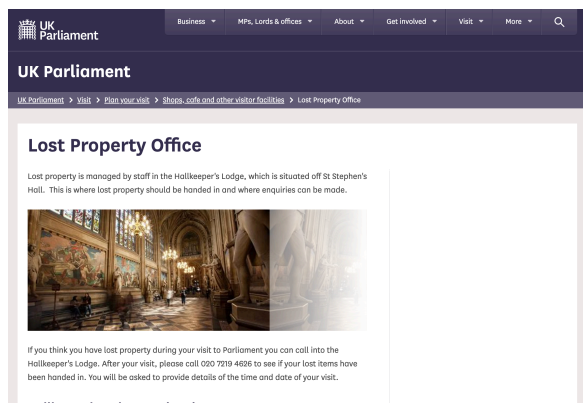 UK
Parliament
Business
MPs, Lords & offices
About
Get involved
Visit
More
UK Parliament
UK Parliament > Visit > Plan your visit > Shops, cafe and other visitor facilities > Lost Property Office
Lost Property Office
Lost property is managed by staff in the Hallkeeper's Lodge, which is situated off St Stephen's
Hall. This is where lost property should be handed in and where enquiries can be made.
If you think you have lost property during your visit to Parliament you can call into the
Hallkeeper's Lodge. After your visit, please call 020 7219 4626 to see if your lost items have
been handed in. You will be asked to provide details of the time and date of your visit.